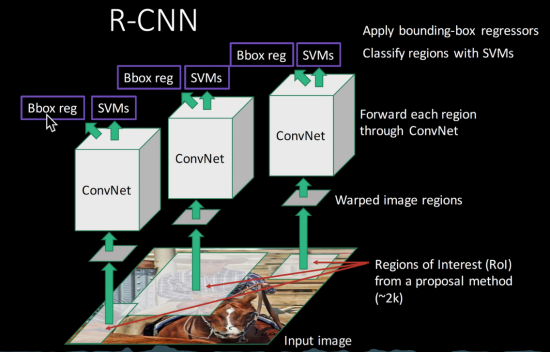 R-CNN
Apply bounding-box regressors
Bbox reg SVMs
Classify regions with SVMs
Bbox reg SVMs
Bbox reg SVMs
Forward each region
through ConvNet
ConvNet
ConvNet
ConvNet
Warped image regions
Regions of Interest (RoI)
from a proposal method
(~2k)
Input image